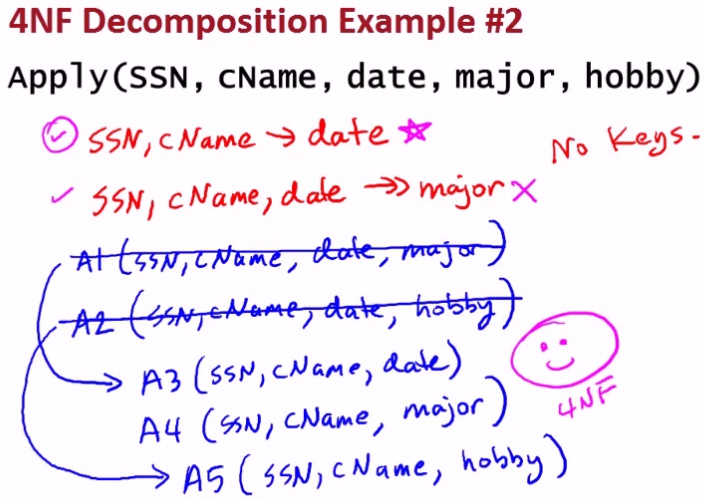 4NF Decomposition Example #2
Apply(SSN, cName, date, major, hobby)
SSN, cName → date
No Keys.
SSN, cName, date ↠ major
A1 (SSN, cName, date, major)
A2 (SSN, cName, date, hobby)
A3 (SSN, cName, date)
4NF
A4 (SSN, cName, major)
A5 (SSN, cName, hobby)